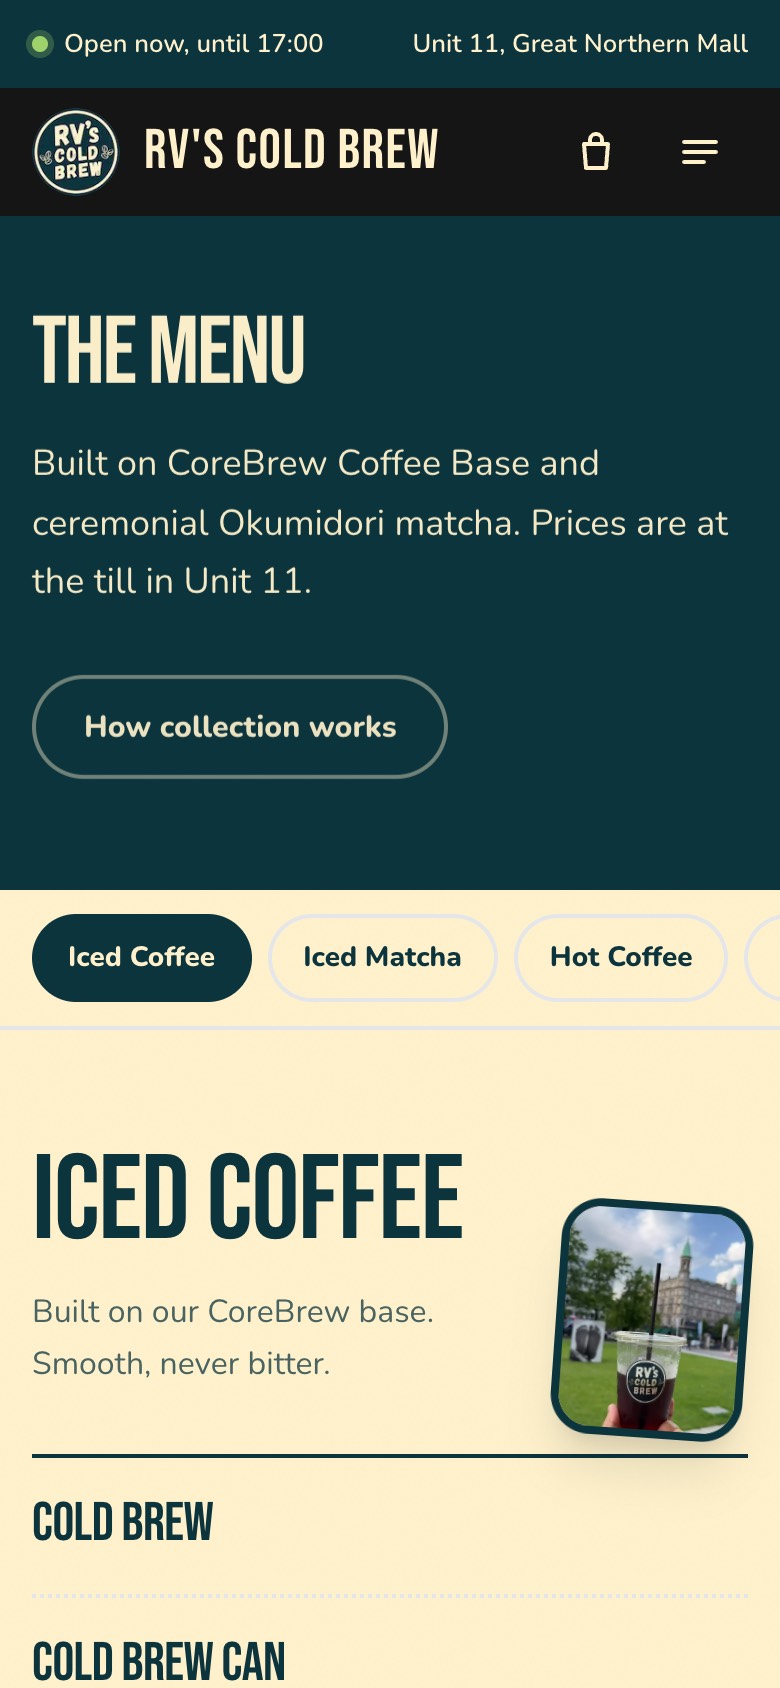 Open now, until 17:00
Unit 11, Great Northern Mall
RV's
COLD
BREW
RV'S COLD BREW
THE MENU
Built on CoreBrew Coffee Base and
ceremonial Okumidori matcha. Prices are at
the till in Unit 11.
How collection works
Iced Coffee
Iced Matcha
Hot Coffee
ICED COFFEE
Built on our CoreBrew base.
Smooth, never bitter.
RV's
COLD
BREW
COLD BREW
COLD BREW CAN